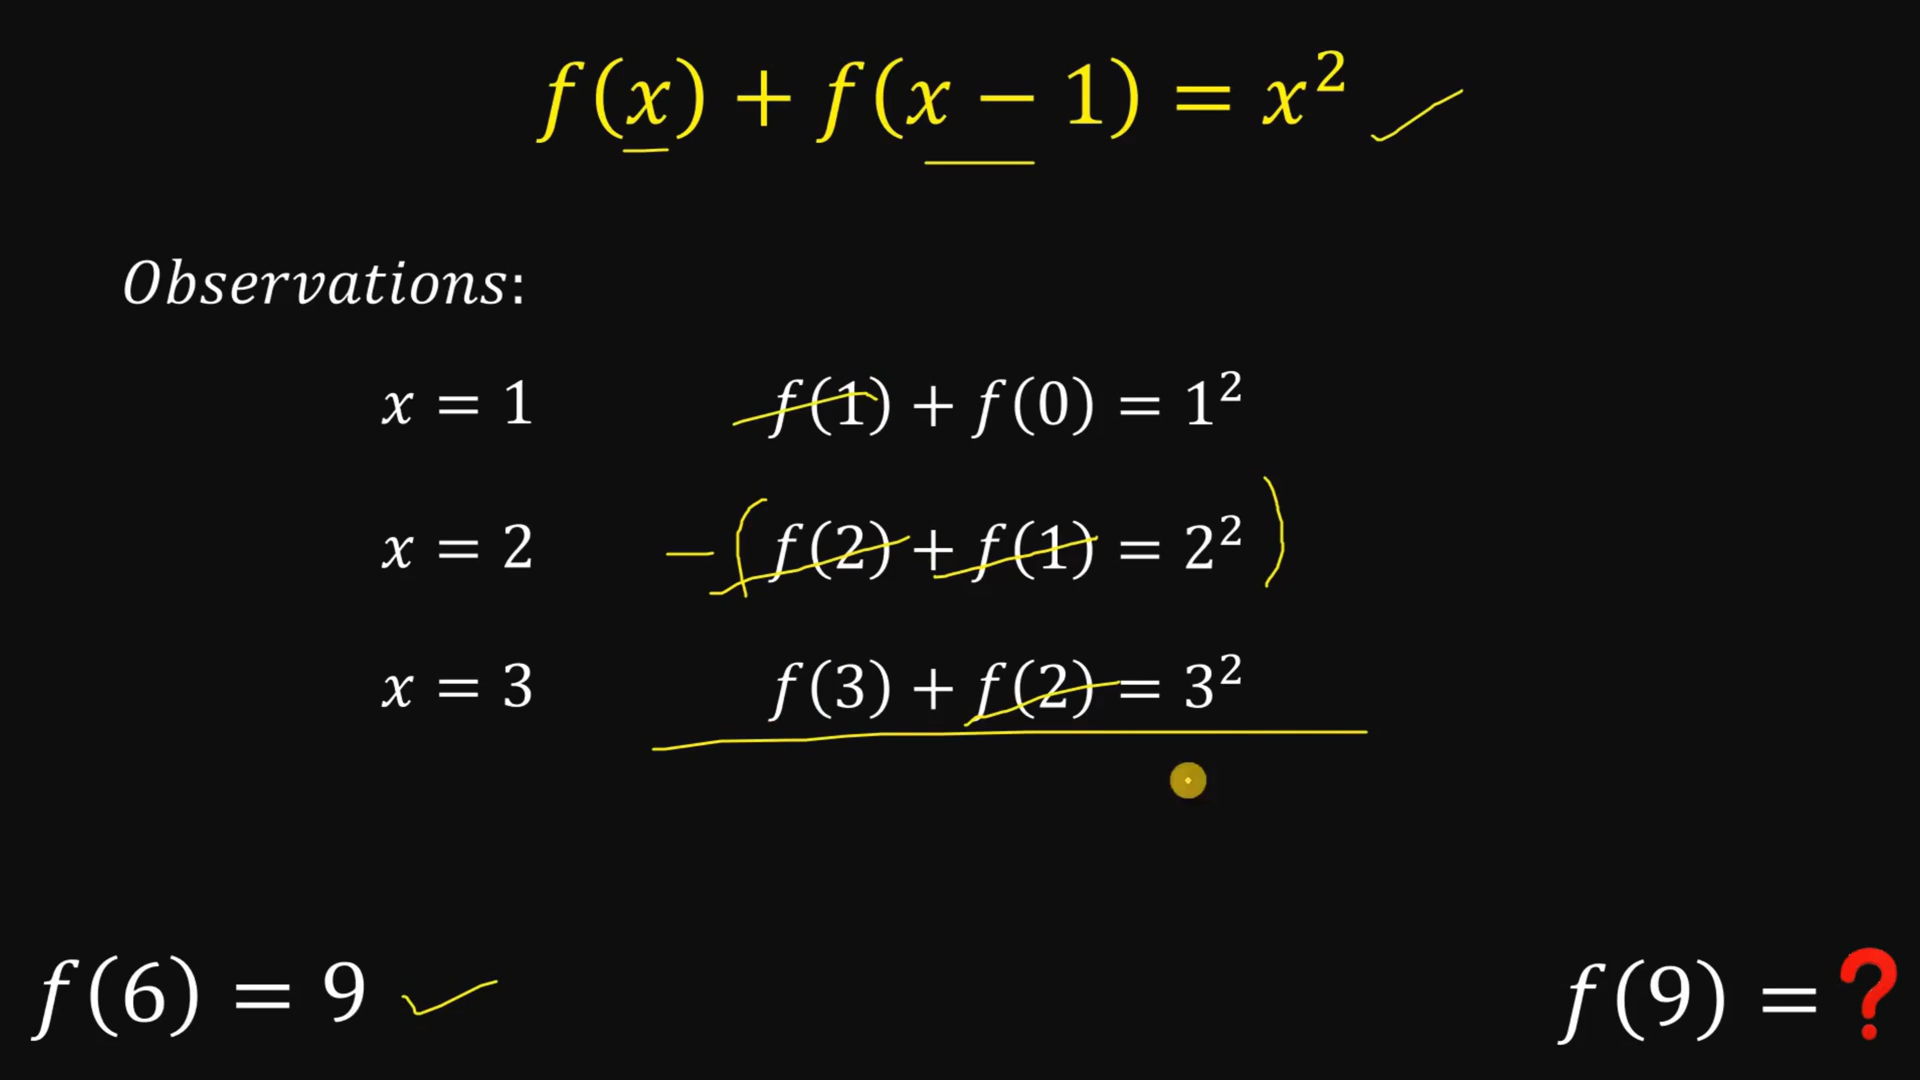 f(x) + f(x − 1) = x²
Observations:
x = 1 f(1) + f(0) = 1²
x = 2 −(f(2) + f(1) = 2²)
x = 3 f(3) + f(2) = 3²
f(6) = 9 f(9) =❓